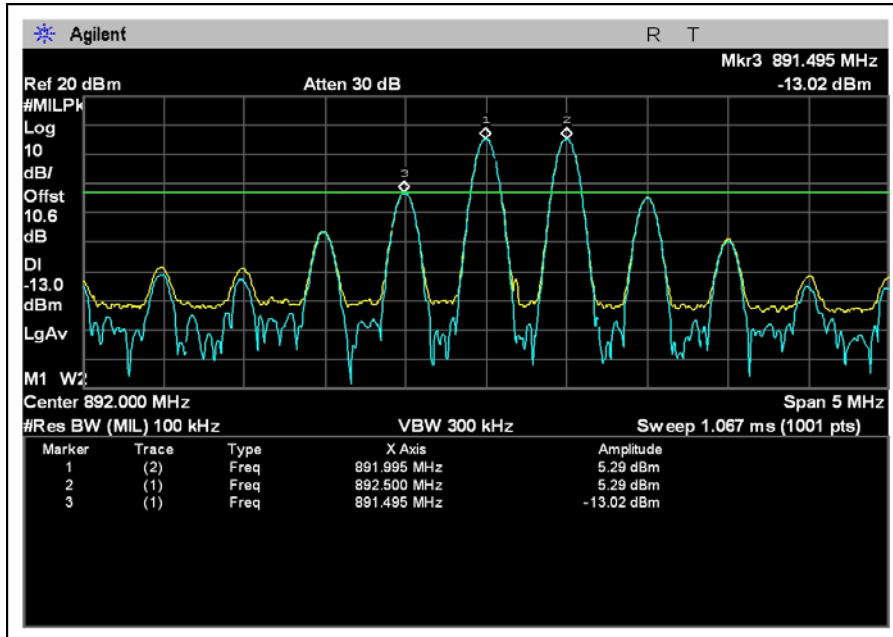 Agilent R T
Mkr3 891.495 MHz
Ref 20 dBm Atten 30 dB -13.02 dBm
#MILPk
Log
10
dB/
Offst
10.6
dB
DI
-13.0
dBm
LgAv
M1 W2
1
2
3
Center 892.000 MHz Span 5 MHz
#Res BW (MIL) 100 kHz VBW 300 kHz Sweep 1.067 ms (1001 pts)
Marker Trace Type X Axis Amplitude
1 (2) Freq 891.995 MHz 5.29 dBm
2 (1) Freq 892.500 MHz 5.29 dBm
3 (1) Freq 891.495 MHz -13.02 dBm